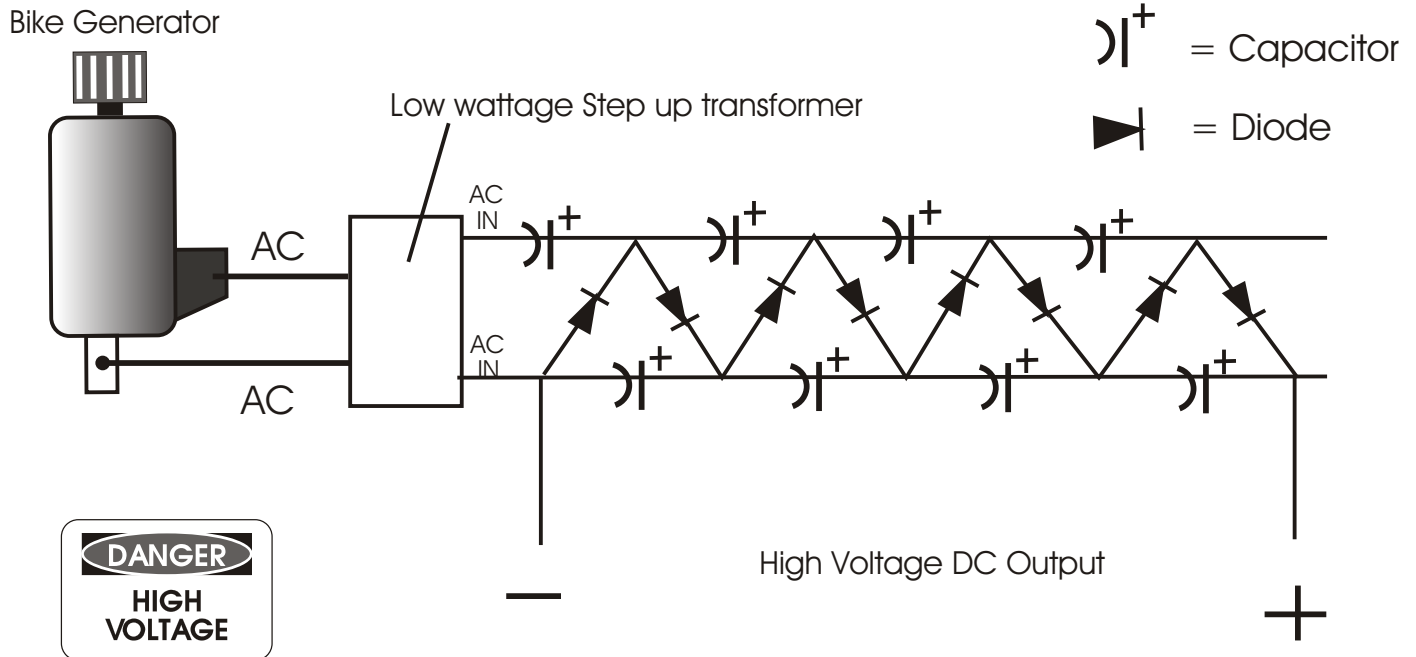 Bike Generator
+ = Capacitor
= Diode
Low wattage Step up transformer
AC
IN
+ + + +
AC
AC
IN
+ + + +
AC
High Voltage DC Output
− +
DANGER
HIGH
VOLTAGE